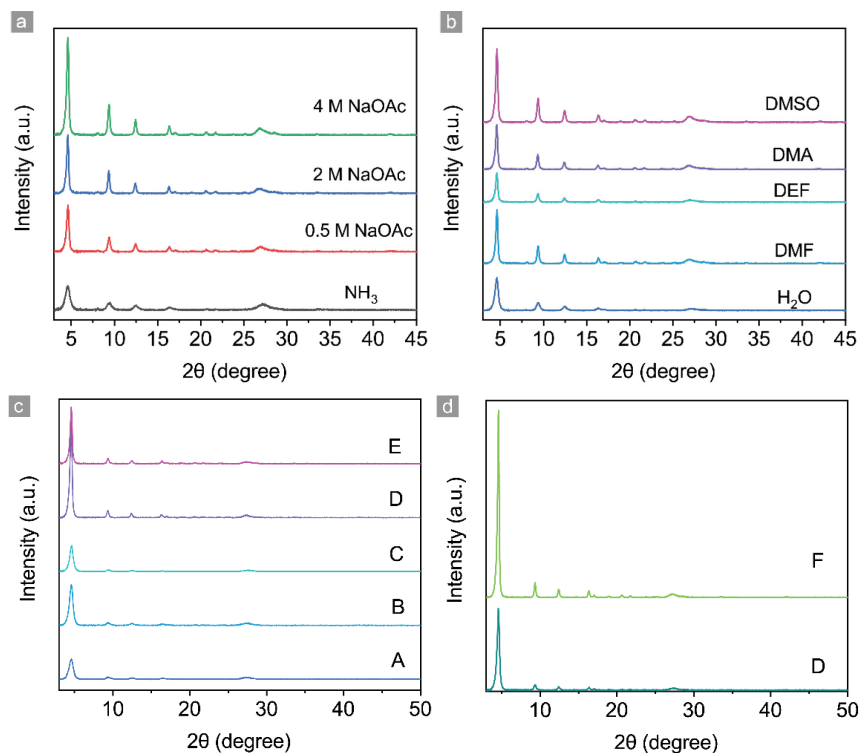 a
Intensity (a.u.)
4 M NaOAc
2 M NaOAc
0.5 M NaOAc
NH₃
5 10 15 20 25 30 35 40 45
2θ (degree)
b
Intensity (a.u.)
DMSO
DMA
DEF
DMF
H₂O
5 10 15 20 25 30 35 40 45
2θ (degree)
c
Intensity (a.u.)
E
D
C
B
A
10 20 30 40 50
2θ (degree)
d
Intensity (a.u.)
F
D
10 20 30 40 50
2θ (degree)